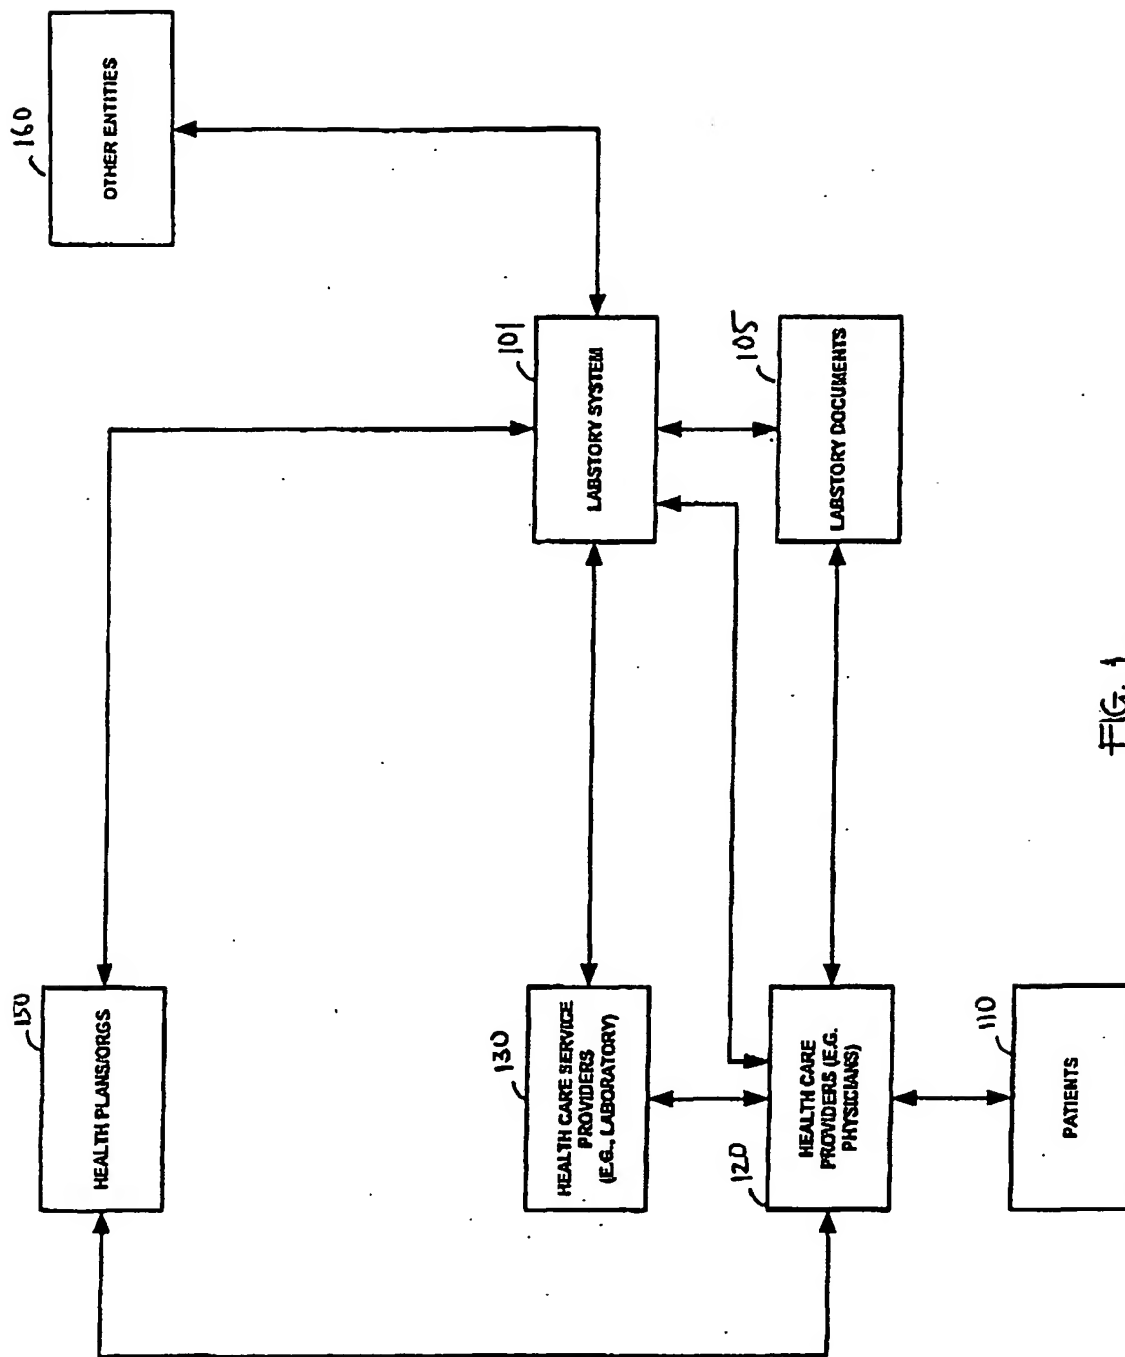 150
HEALTH PLANS/ORGS
160
OTHER ENTITIES
130
HEALTH CARE SERVICE
PROVIDERS
(E.G., LABORATORY)
101
LABSTORY SYSTEM
120
HEALTH CARE
PROVIDERS (E.G.
PHYSICIANS)
105
LABSTORY DOCUMENTS
110
PATIENTS
FIG. 1